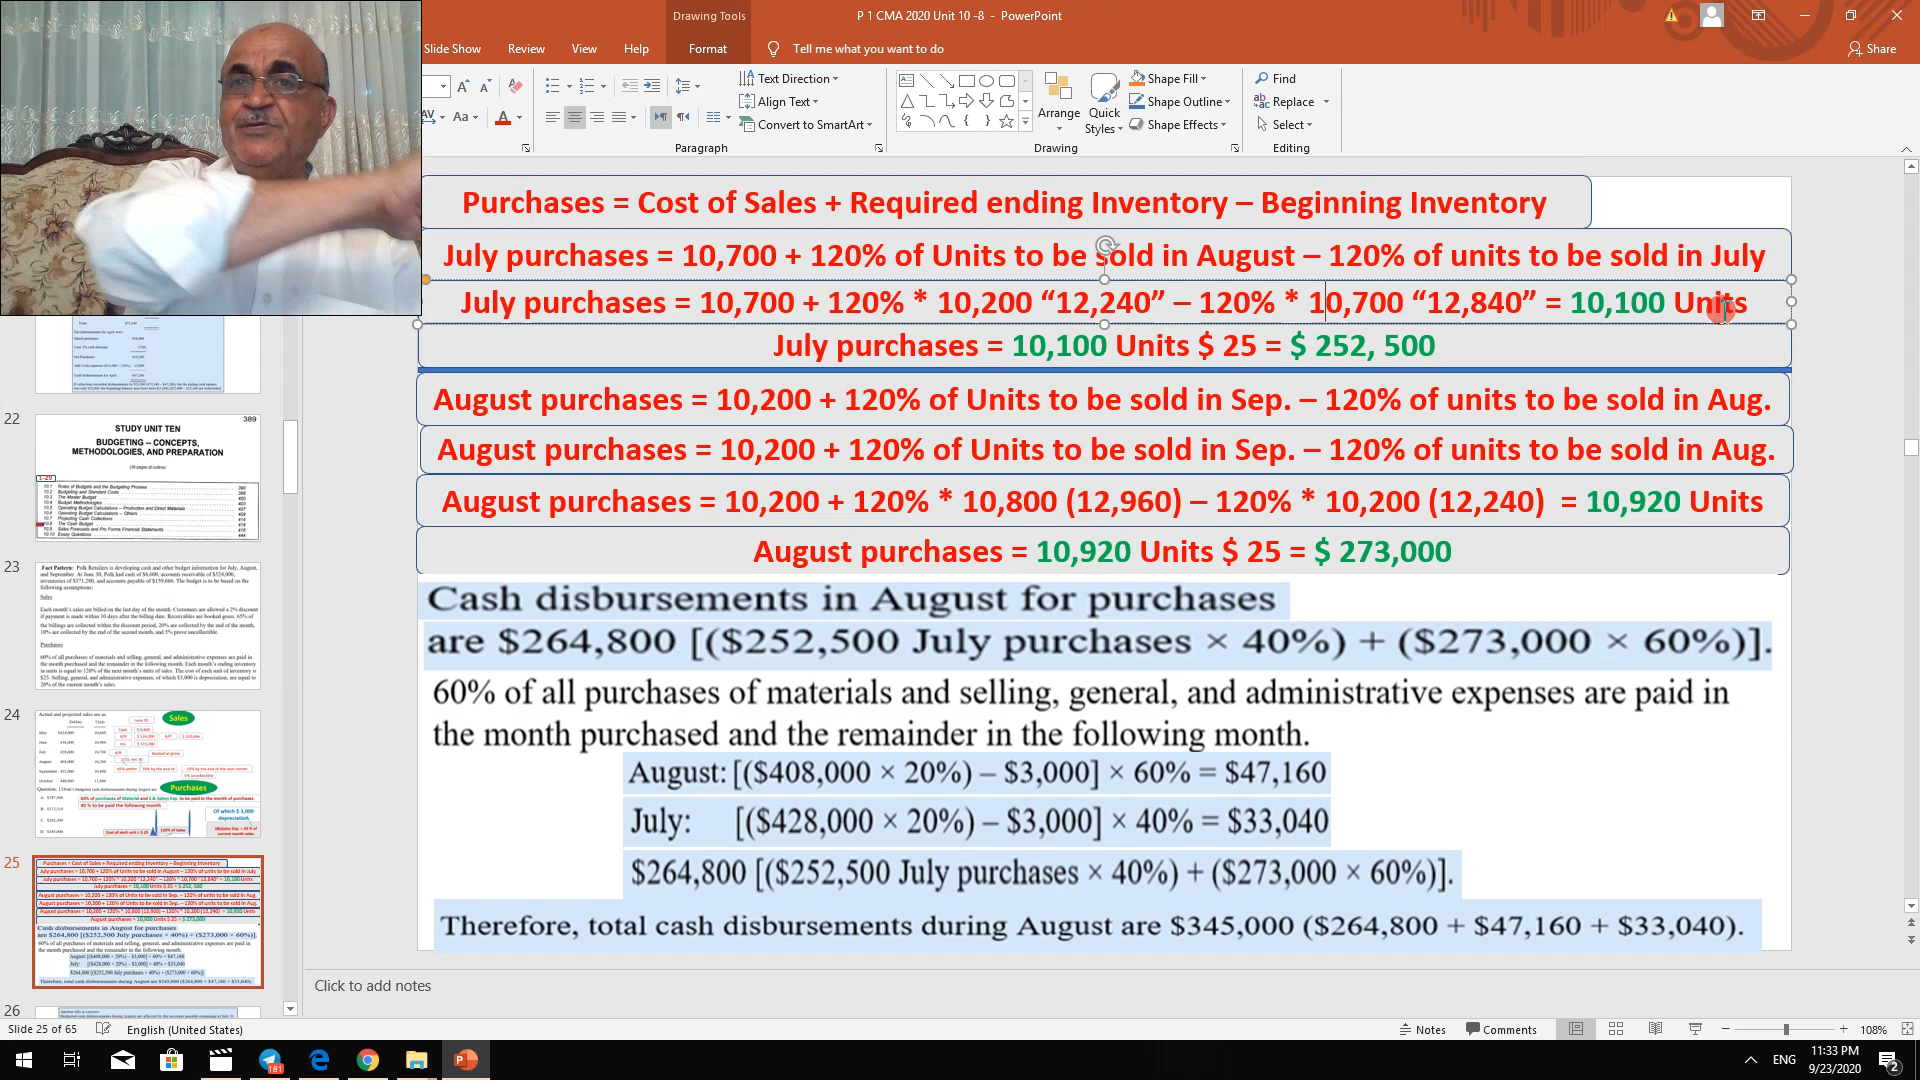 Drawing Tools
P 1 CMA 2020 Unit 10 -8 - PowerPoint
Slide Show Review View Help Format Tell me what you want to do
Share
Text Direction
Align Text
Convert to SmartArt
Paragraph
Arrange
Quick Styles
Shape Fill
Shape Outline
Shape Effects
Drawing
Find
Replace
Select
Editing
Purchases = Cost of Sales + Required ending Inventory – Beginning Inventory
July purchases = 10,700 + 120% of Units to be sold in August – 120% of units to be sold in July
July purchases = 10,700 + 120% * 10,200 “12,240” – 120% * 10,700 “12,840” = 10,100 Units
July purchases = 10,100 Units $ 25 = $ 252, 500
August purchases = 10,200 + 120% of Units to be sold in Sep. – 120% of units to be sold in Aug.
August purchases = 10,200 + 120% of Units to be sold in Sep. – 120% of units to be sold in Aug.
August purchases = 10,200 + 120% * 10,800 (12,960) – 120% * 10,200 (12,240) = 10,920 Units
August purchases = 10,920 Units $ 25 = $ 273,000
Cash disbursements in August for purchases
are $264,800 [($252,500 July purchases × 40%) + ($273,000 × 60%)].
60% of all purchases of materials and selling, general, and administrative expenses are paid in
the month purchased and the remainder in the following month.
August: [($408,000 × 20%) – $3,000] × 60% = $47,160
July: [($428,000 × 20%) – $3,000] × 40% = $33,040
$264,800 [($252,500 July purchases × 40%) + ($273,000 × 60%)].
Therefore, total cash disbursements during August are $345,000 ($264,800 + $47,160 + $33,040).
22
389
STUDY UNIT TEN
BUDGETING -- CONCEPTS,
METHODOLOGIES, AND PREPARATION
23
24
Sales
Purchases
25
26
Click to add notes
Slide 25 of 65
English (United States)
Notes
Comments
108%
181
ENG
11:33 PM
9/23/2020
2